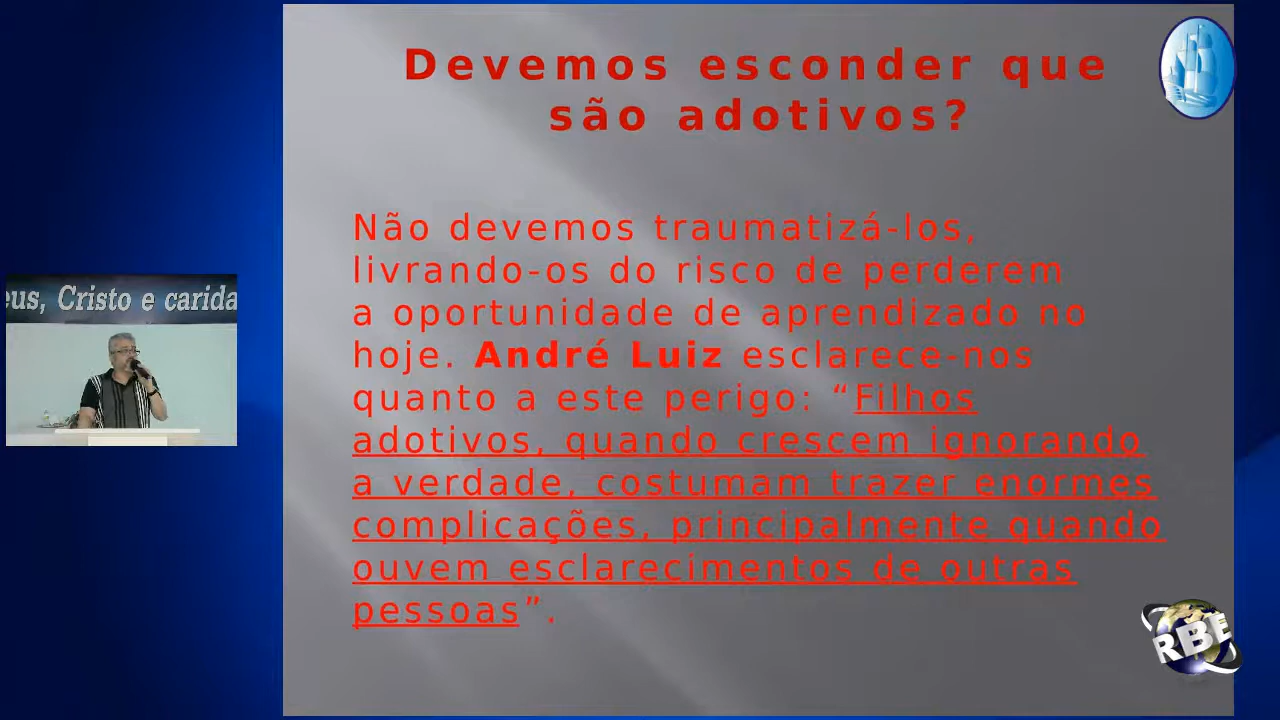 Devemos esconder que
são adotivos?
Não devemos traumatizá-los,
livrando-os do risco de perderem
a oportunidade de aprendizado no
hoje. André Luiz esclarece-nos
quanto a este perigo: “Filhos
adotivos, quando crescem ignorando
a verdade, costumam trazer enormes
complicações, principalmente quando
ouvem esclarecimentos de outras
pessoas”.
eus, Cristo e carida
RBE